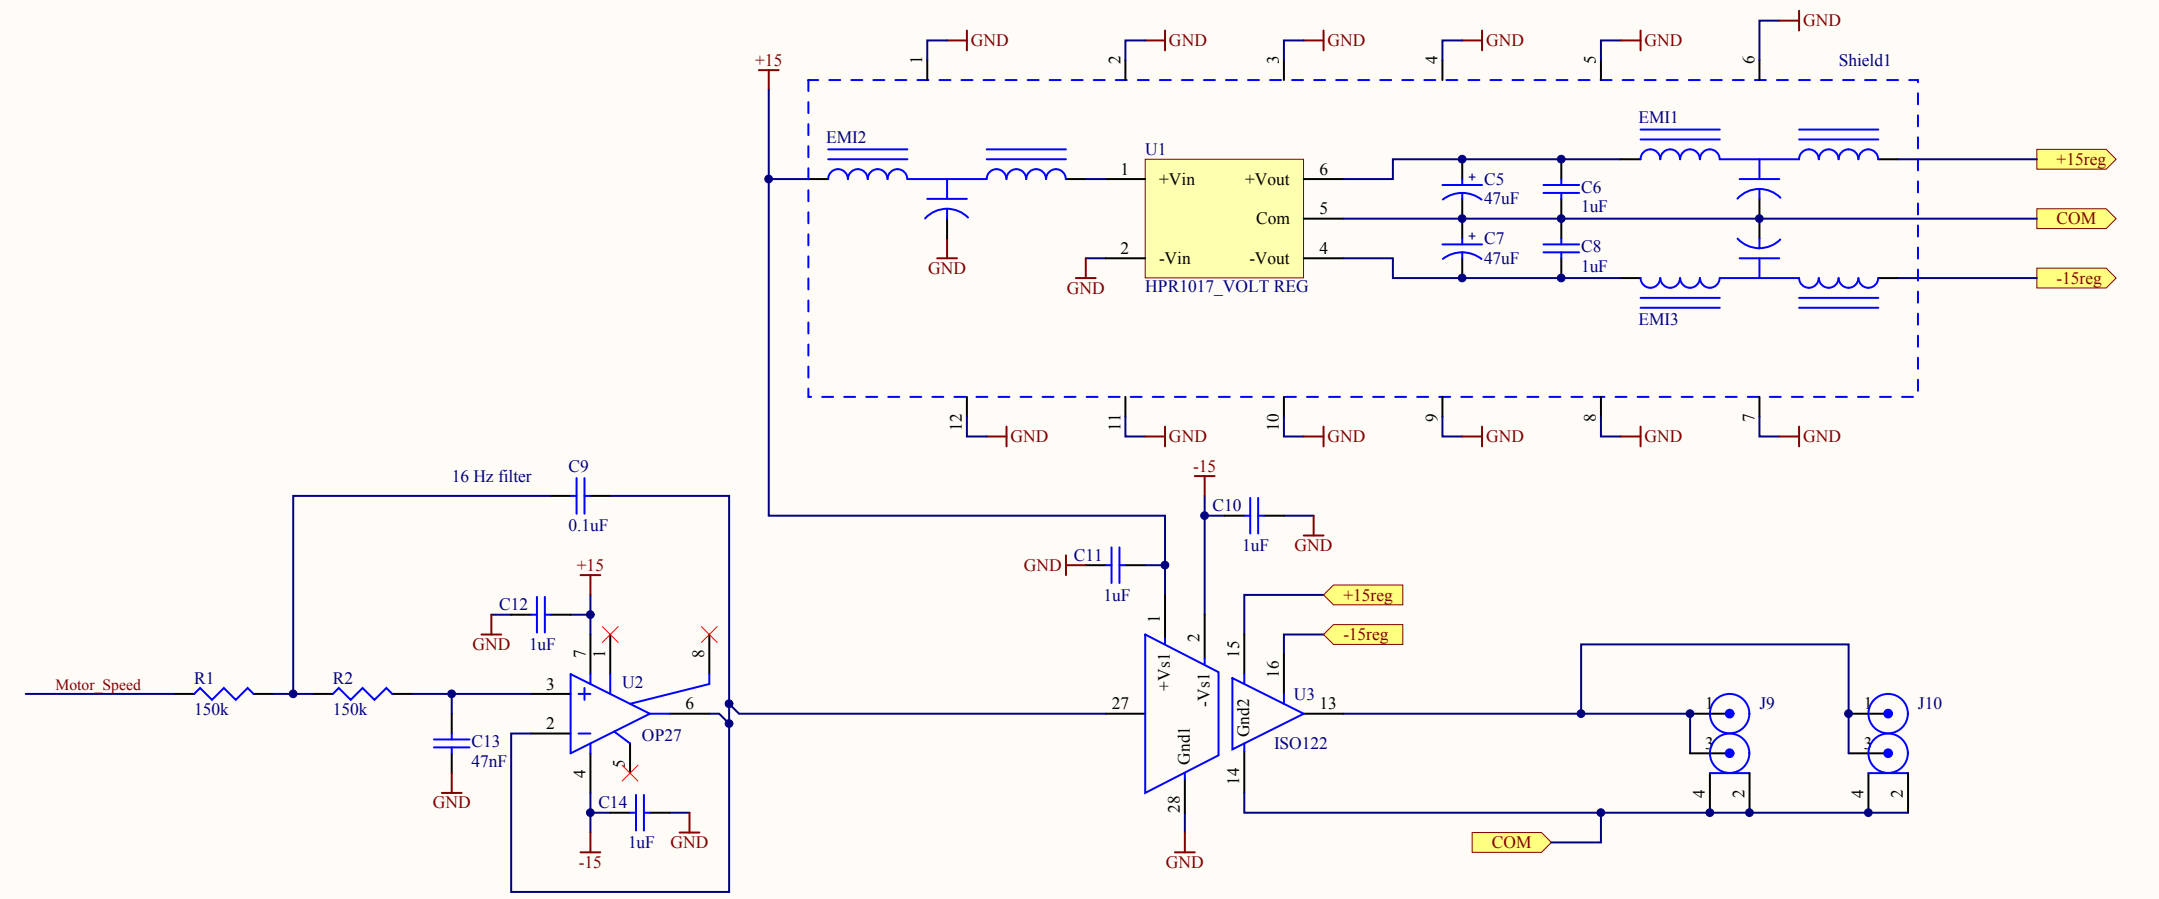 GND
GND GND GND GND GND
1 2 3 4 5 6
+15
Shield1
EMI2 EMI1
U1
1 +Vin +Vout 6 +15reg
+ C5 C6
47uF 1uF
Com 5 COM
+ C7 C8
47uF 1uF
2 -Vin -Vout 4
GND GND -15reg
HPR1017_VOLT REG
EMI3
12 11 10 9 8 7
GND GND GND GND GND GND
16 Hz filter C9
0.1uF
-15
C10
1uF GND
GND C11
1uF
+15
C12
1uF
GND
7 1 8
+15reg
-15reg
1 2 15 16
+Vs1 -Vs1
Motor_Speed R1 R2 3 U2
150k 150k
6 27 Gnd2 U3 13 1 J9 1 J10
2 OP27
C13
47nF
GND
ISO122
3 3
4 5
Gnd1
28 14
4 2 4 2
C14
1uF GND
-15
GND
COM